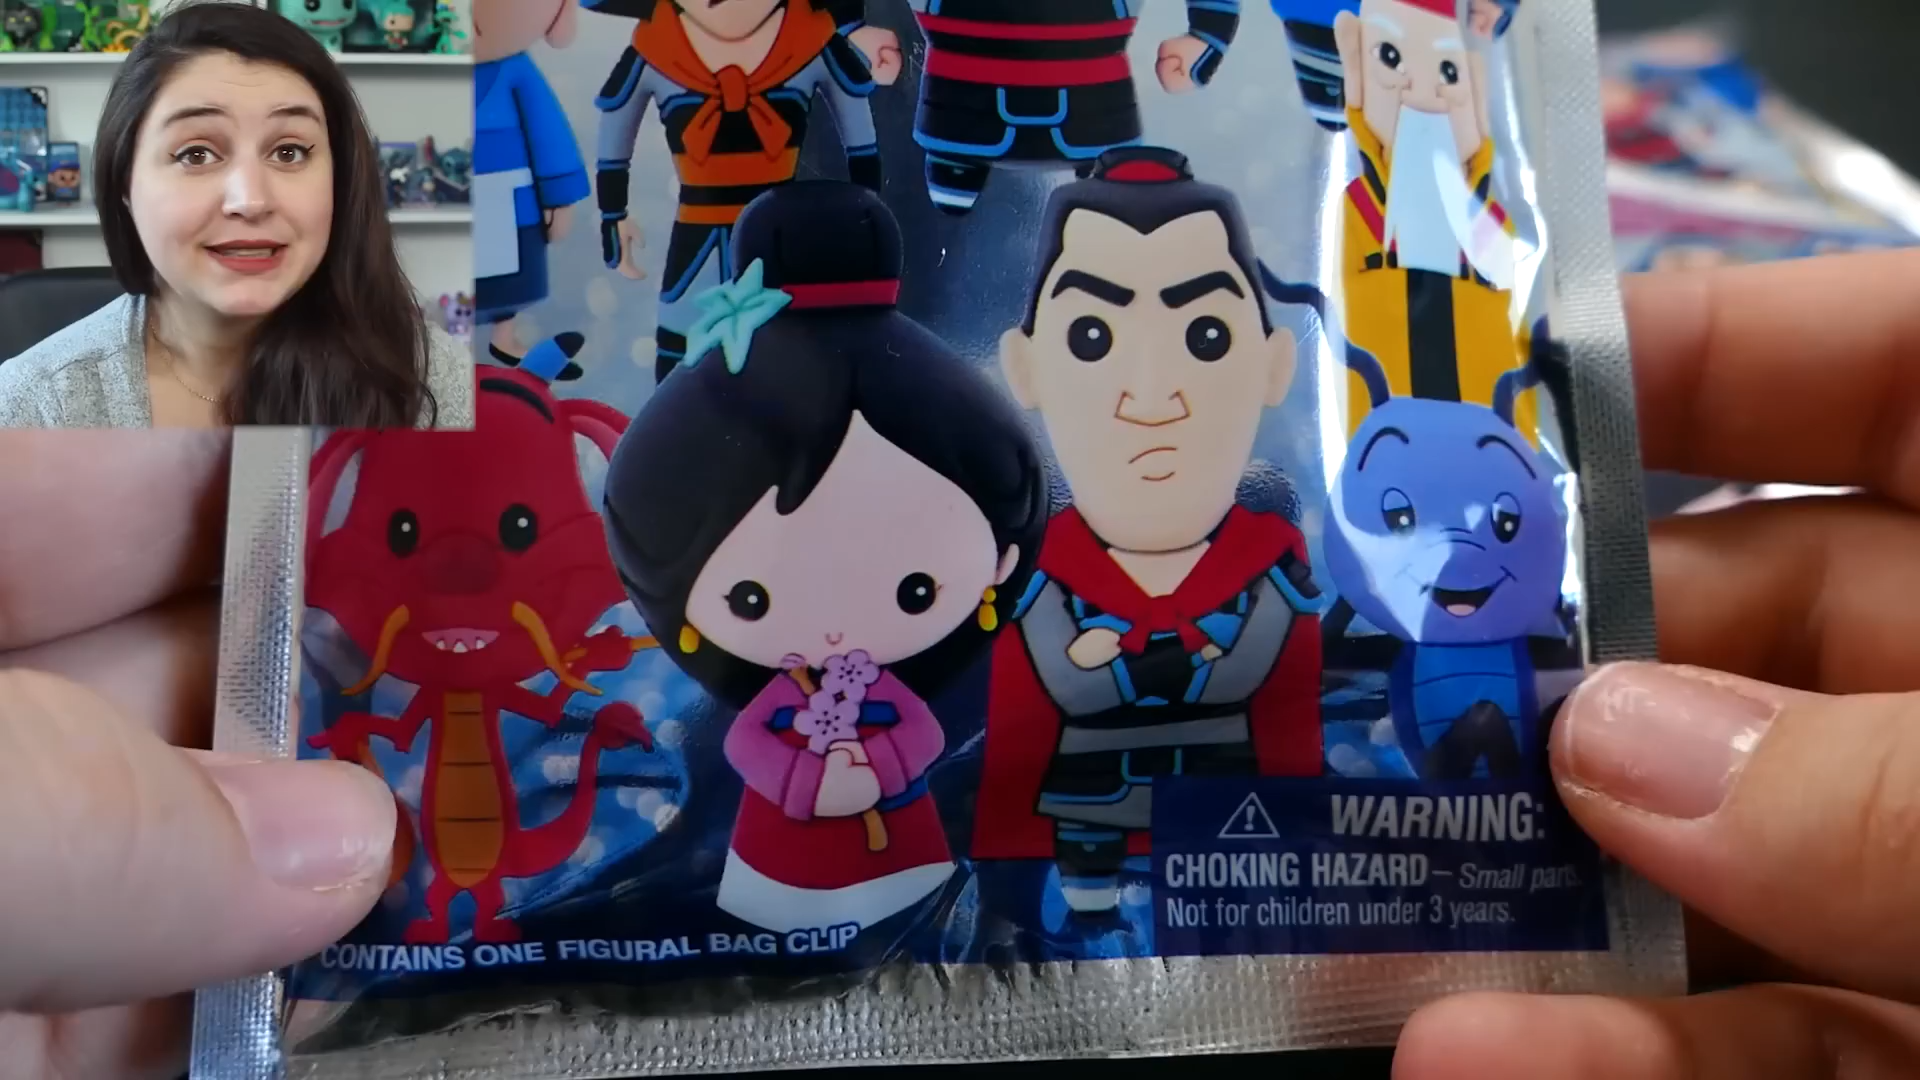 WARNING:
CHOKING HAZARD – Small parts.
Not for children under 3 years.
CONTAINS ONE FIGURAL BAG CLIP